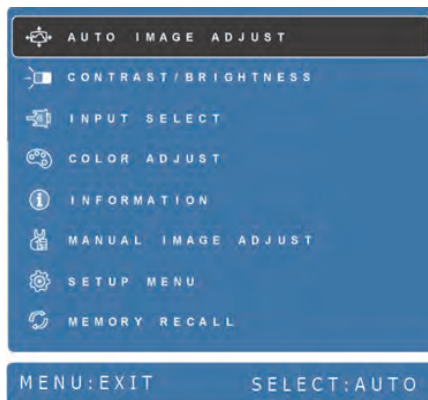 AUTO IMAGE ADJUST
CONTRAST/BRIGHTNESS
INPUT SELECT
COLOR ADJUST
INFORMATION
MANUAL IMAGE ADJUST
SETUP MENU
MEMORY RECALL
MENU:EXIT SELECT:AUTO